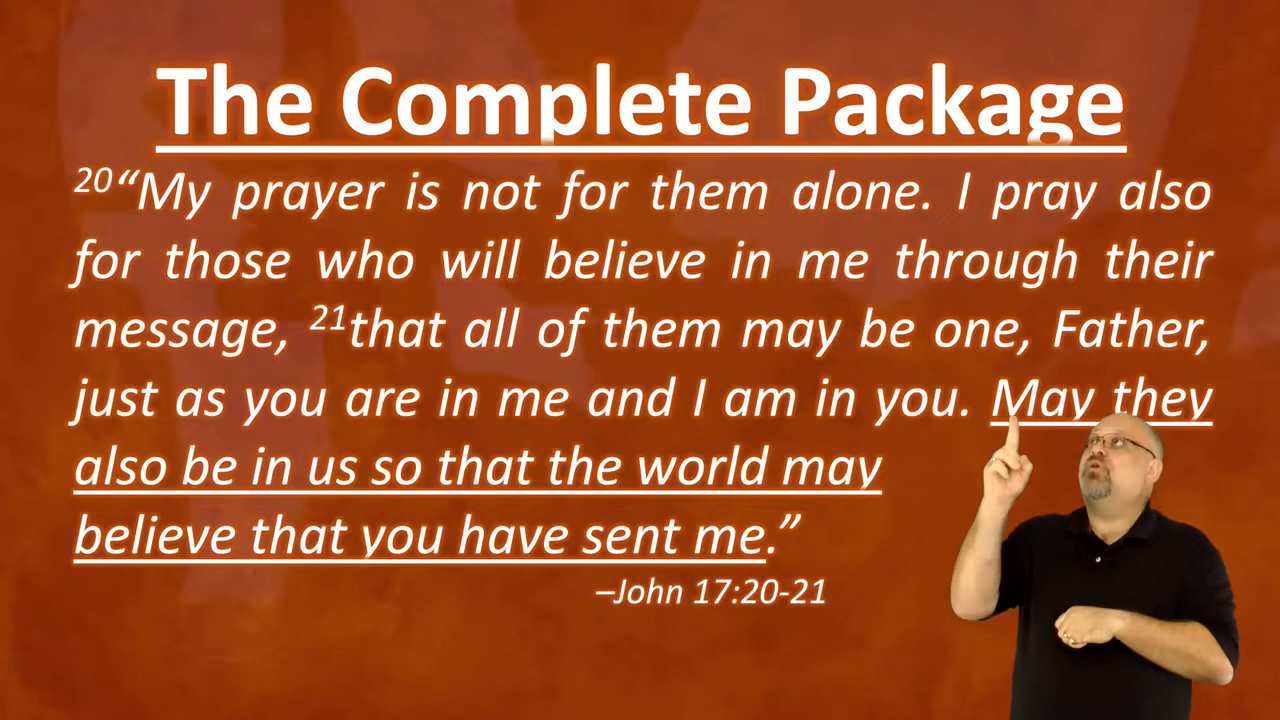 The Complete Package
20“My prayer is not for them alone. I pray also
for those who will believe in me through their
message, 21that all of them may be one, Father,
just as you are in me and I am in you. May they
also be in us so that the world may
believe that you have sent me.”
–John 17:20-21